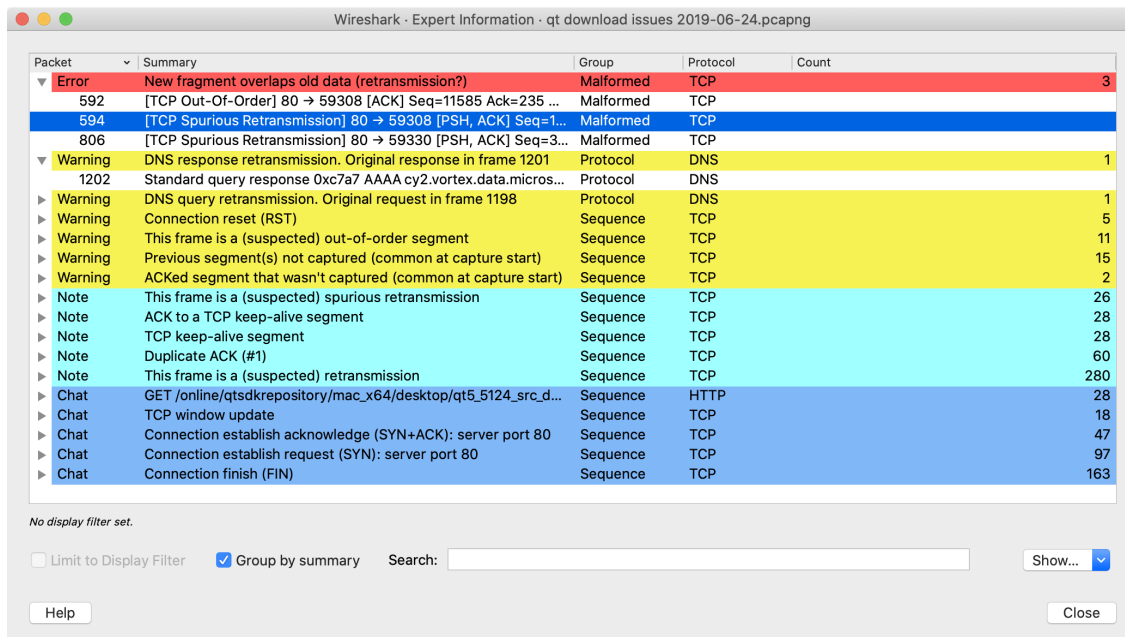 Wireshark · Expert Information · qt download issues 2019-06-24.pcapng
Packet Summary Group Protocol Count
Error New fragment overlaps old data (retransmission?) Malformed TCP 3
592 [TCP Out-Of-Order] 80 → 59308 [ACK] Seq=11585 Ack=235 ... Malformed TCP
594 [TCP Spurious Retransmission] 80 → 59308 [PSH, ACK] Seq=1... Malformed TCP
806 [TCP Spurious Retransmission] 80 → 59330 [PSH, ACK] Seq=3... Malformed TCP
Warning DNS response retransmission. Original response in frame 1201 Protocol DNS 1
1202 Standard query response 0xc7a7 AAAA cy2.vortex.data.micros... Protocol DNS
Warning DNS query retransmission. Original request in frame 1198 Protocol DNS 1
Warning Connection reset (RST) Sequence TCP 5
Warning This frame is a (suspected) out-of-order segment Sequence TCP 11
Warning Previous segment(s) not captured (common at capture start) Sequence TCP 15
Warning ACKed segment that wasn't captured (common at capture start) Sequence TCP 2
Note This frame is a (suspected) spurious retransmission Sequence TCP 26
Note ACK to a TCP keep-alive segment Sequence TCP 28
Note TCP keep-alive segment Sequence TCP 28
Note Duplicate ACK (#1) Sequence TCP 60
Note This frame is a (suspected) retransmission Sequence TCP 280
Chat GET /online/qtsdkrepository/mac_x64/desktop/qt5_5124_src_d... Sequence HTTP 28
Chat TCP window update Sequence TCP 18
Chat Connection establish acknowledge (SYN+ACK): server port 80 Sequence TCP 47
Chat Connection establish request (SYN): server port 80 Sequence TCP 97
Chat Connection finish (FIN) Sequence TCP 163
No display filter set.
Limit to Display Filter Group by summary Search: Show...
Help Close